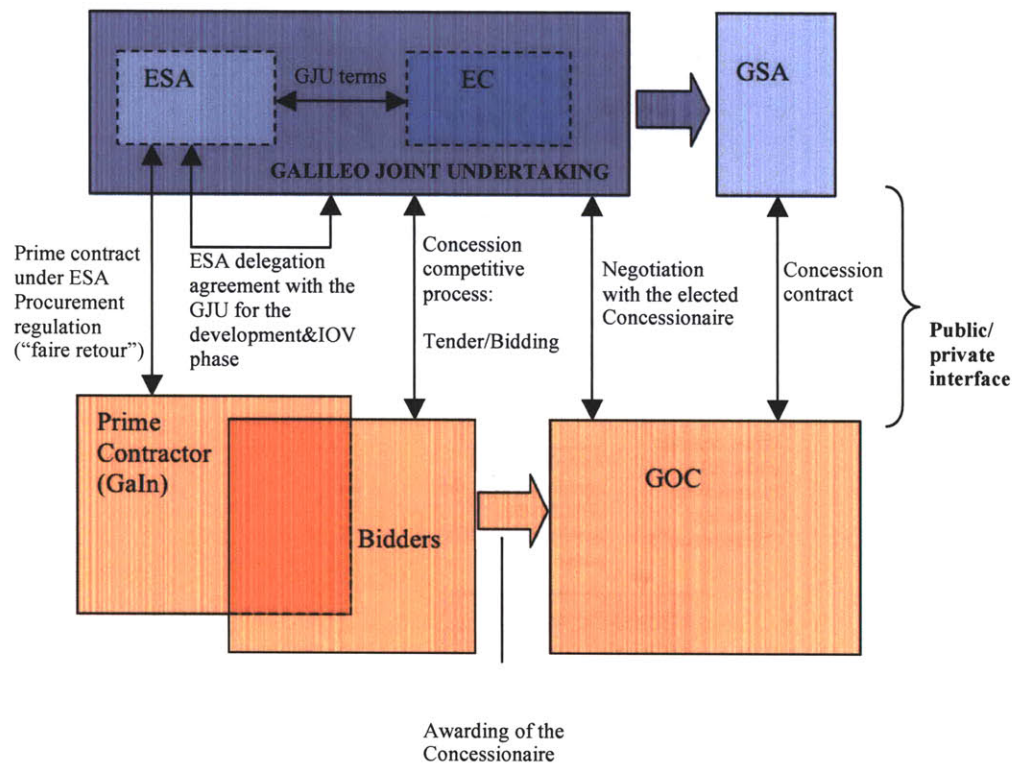 ESA
GJU terms
EC
GALILEO JOINT UNDERTAKING
GSA
Prime contract
under ESA
Procurement
regulation
(“faire retour”)
ESA delegation
agreement with the
GJU for the
development&IOV
phase
Concession
competitive
process:
Tender/Bidding
Negotiation
with the elected
Concessionaire
Concession
contract
Public/
private
interface
Prime
Contractor
(GaIn)
Bidders
GOC
Awarding of the
Concessionaire